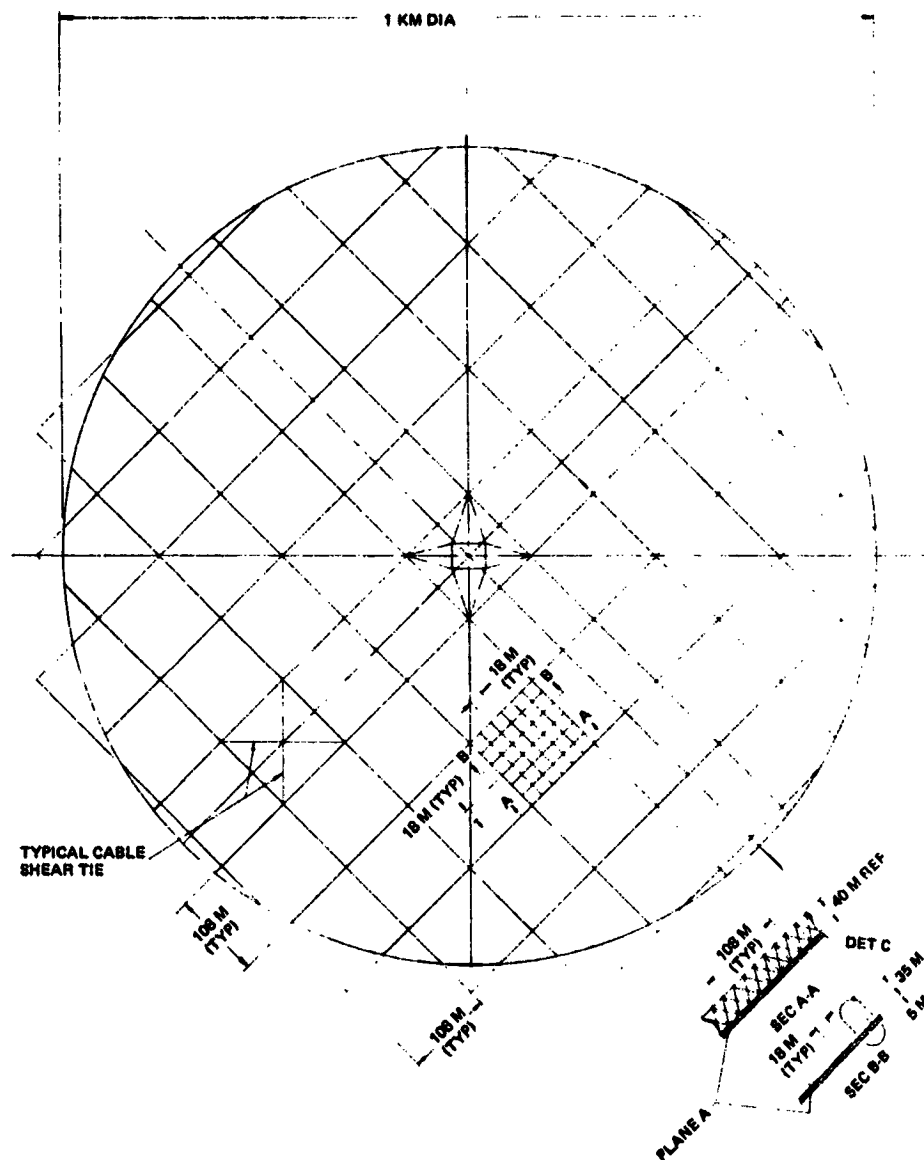 1 KM DIA
18 M
(TYP)
B
A
B
18 M (TYP)
A
TYPICAL CABLE
SHEAR TIE
108 M
(TYP)
108 M
(TYP)
40 M REF
108 M
(TYP)
DET C
SEC A-A
35 M
5 M
18 M
(TYP)
SEC B-B
PLANE A